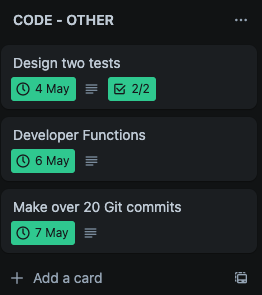 CODE - OTHER
Design two tests
4 May 2/2
Developer Functions
6 May
Make over 20 Git commits
7 May
Add a card